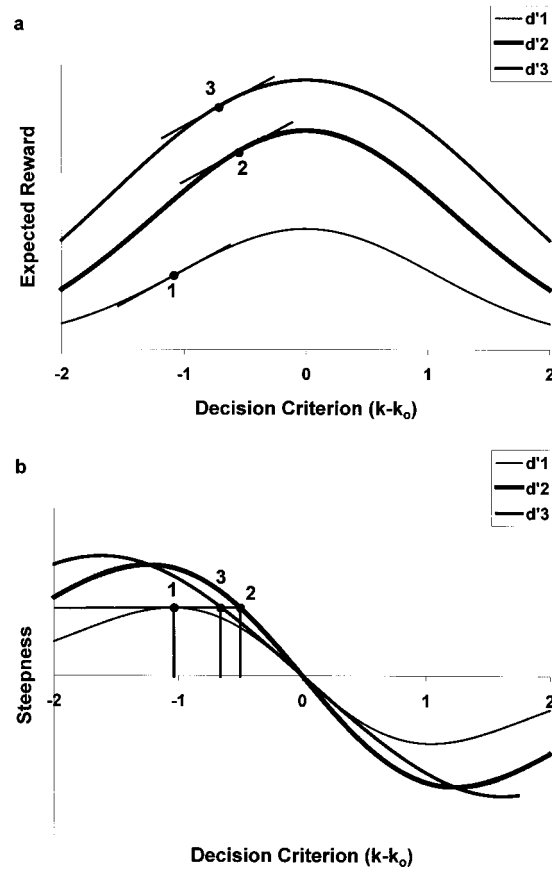 a
d'1
d'2
d'3
3
2
1
Expected Reward
-2 -1 0 1 2
Decision Criterion (k-ko)
b
d'1
d'2
d'3
1 3 2
Steepness
-2 -1 0 1 2
Decision Criterion (k-ko)